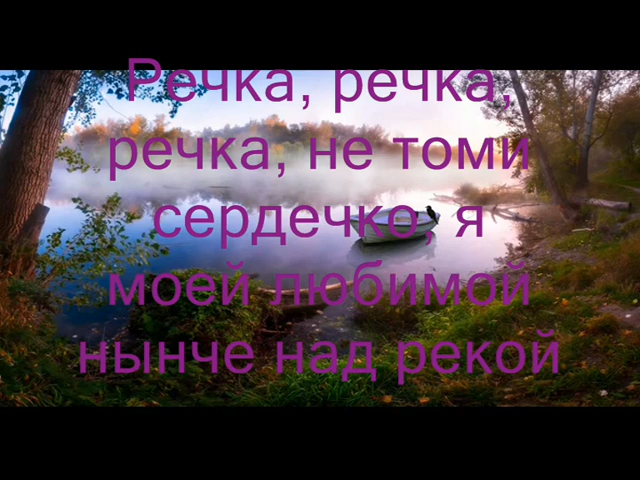 Речка, речка,
речка, не томи
сердечко, я
моей любимой
нынче над рекой